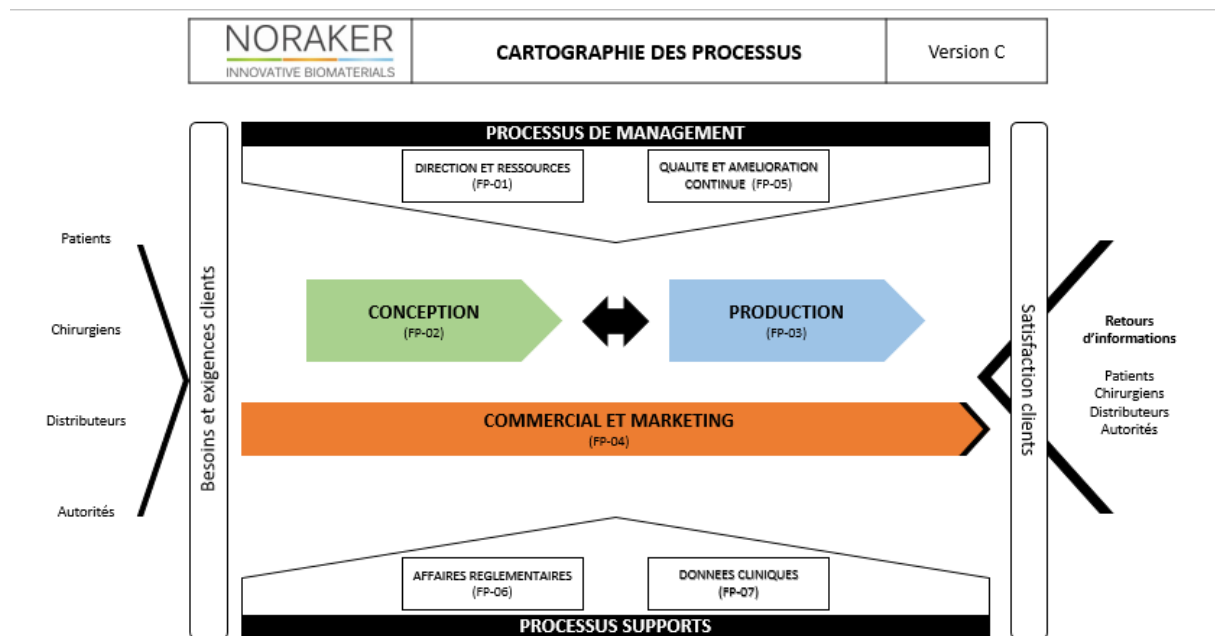 NORAKER
INNOVATIVE BIOMATERIALS
CARTOGRAPHIE DES PROCESSUS
Version C
PROCESSUS DE MANAGEMENT
DIRECTION ET RESSOURCES
(FP-01)
QUALITE ET AMELIORATION
CONTINUE (FP-05)
Patients
Chirurgiens
Distributeurs
Autorités
Besoins et exigences clients
CONCEPTION
(FP-02)
PRODUCTION
(FP-03)
COMMERCIAL ET MARKETING
(FP-04)
Satisfaction clients
Retours
d'informations
Patients
Chirurgiens
Distributeurs
Autorités
AFFAIRES REGLEMENTAIRES
(FP-06)
DONNEES CLINIQUES
(FP-07)
PROCESSUS SUPPORTS